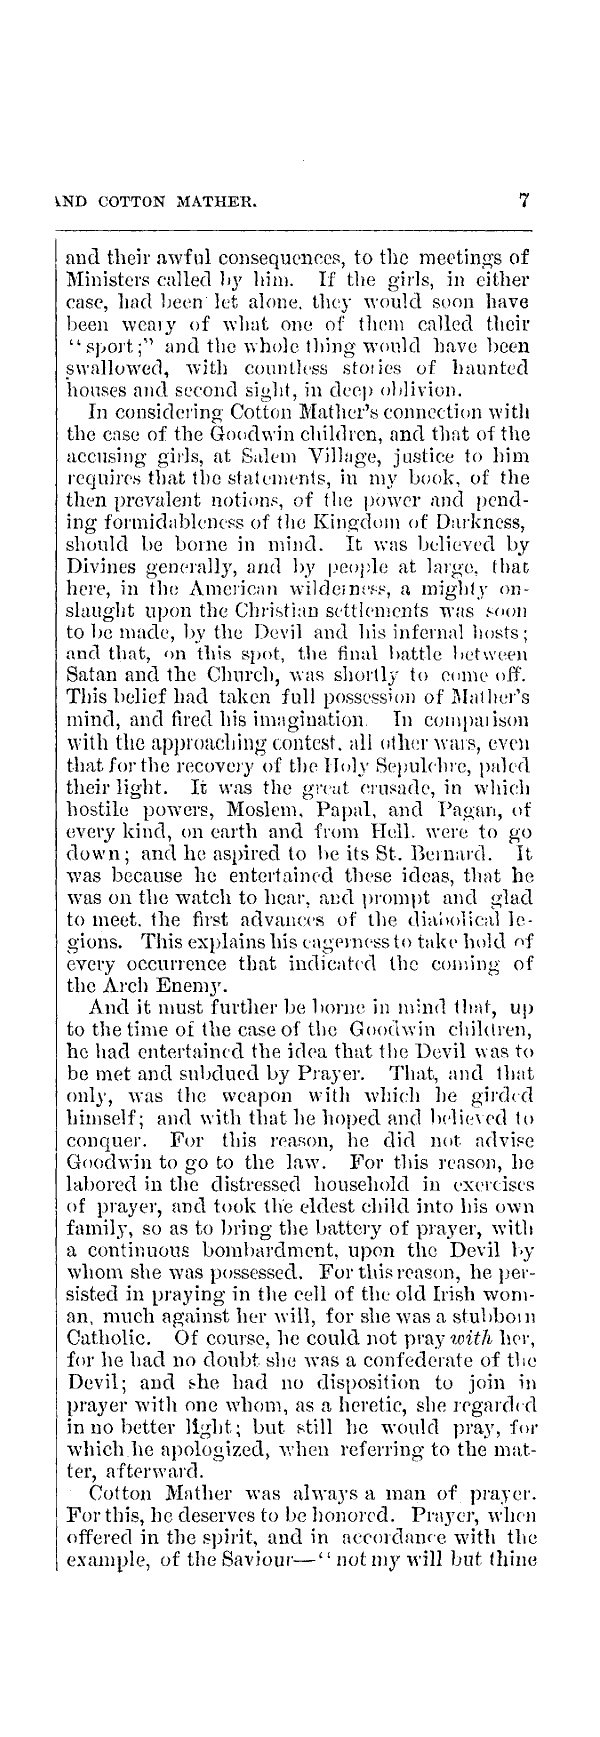 AND COTTON MATHER. 7
and their awful consequences, to the meetings of
Ministers called by him. If the girls, in either
case, had been let alone, they would soon have
been weary of what one of them called their
“sport;” and the whole thing would have been
swallowed, with countless stories of haunted
houses and second sight, in deep oblivion.
In considering Cotton Mather’s connection with
the case of the Goodwin children, and that of the
accusing girls, at Salem Village, justice to him
requires that the statements, in my book, of the
then prevalent notions, of the power and pend-
ing formidableness of the Kingdom of Darkness,
should be borne in mind. It was believed by
Divines generally, and by people at large, that
here, in the American wilderness, a mighty on-
slaught upon the Christian settlements was soon
to be made, by the Devil and his infernal hosts;
and that, on this spot, the final battle between
Satan and the Church, was shortly to come off.
This belief had taken full possession of Mather’s
mind, and fired his imagination. In comparison
with the approaching contest, all other wars, even
that for the recovery of the Holy Sepulchre, paled
their light. It was the great crusade, in which
hostile powers, Moslem, Papal, and Pagan, of
every kind, on earth and from Hell, were to go
down; and he aspired to be its St. Bernard. It
was because he entertained these ideas, that he
was on the watch to hear, and prompt and glad
to meet, the first advances of the diabolical le-
gions. This explains his eagerness to take hold of
every occurrence that indicated the coming of
the Arch Enemy.
And it must further be borne in mind that, up
to the time of the case of the Goodwin children,
he had entertained the idea that the Devil was to
be met and subdued by Prayer. That, and that
only, was the weapon with which he girded
himself; and with that he hoped and believed to
conquer. For this reason, he did not advise
Goodwin to go to the law. For this reason, he
labored in the distressed household in exercises
of prayer, and took the eldest child into his own
family, so as to bring the battery of prayer, with
a continuous bombardment, upon the Devil by
whom she was possessed. For this reason, he per-
sisted in praying in the cell of the old Irish wom-
an, much against her will, for she was a stubborn
Catholic. Of course, he could not pray with her,
for he had no doubt she was a confederate of the
Devil; and she had no disposition to join in
prayer with one whom, as a heretic, she regarded
in no better light; but still he would pray, for
which he apologized, when referring to the mat-
ter, afterward.
Cotton Mather was always a man of prayer.
For this, he deserves to be honored. Prayer, when
offered in the spirit, and in accordance with the
example, of the Saviour—“not my will but thine